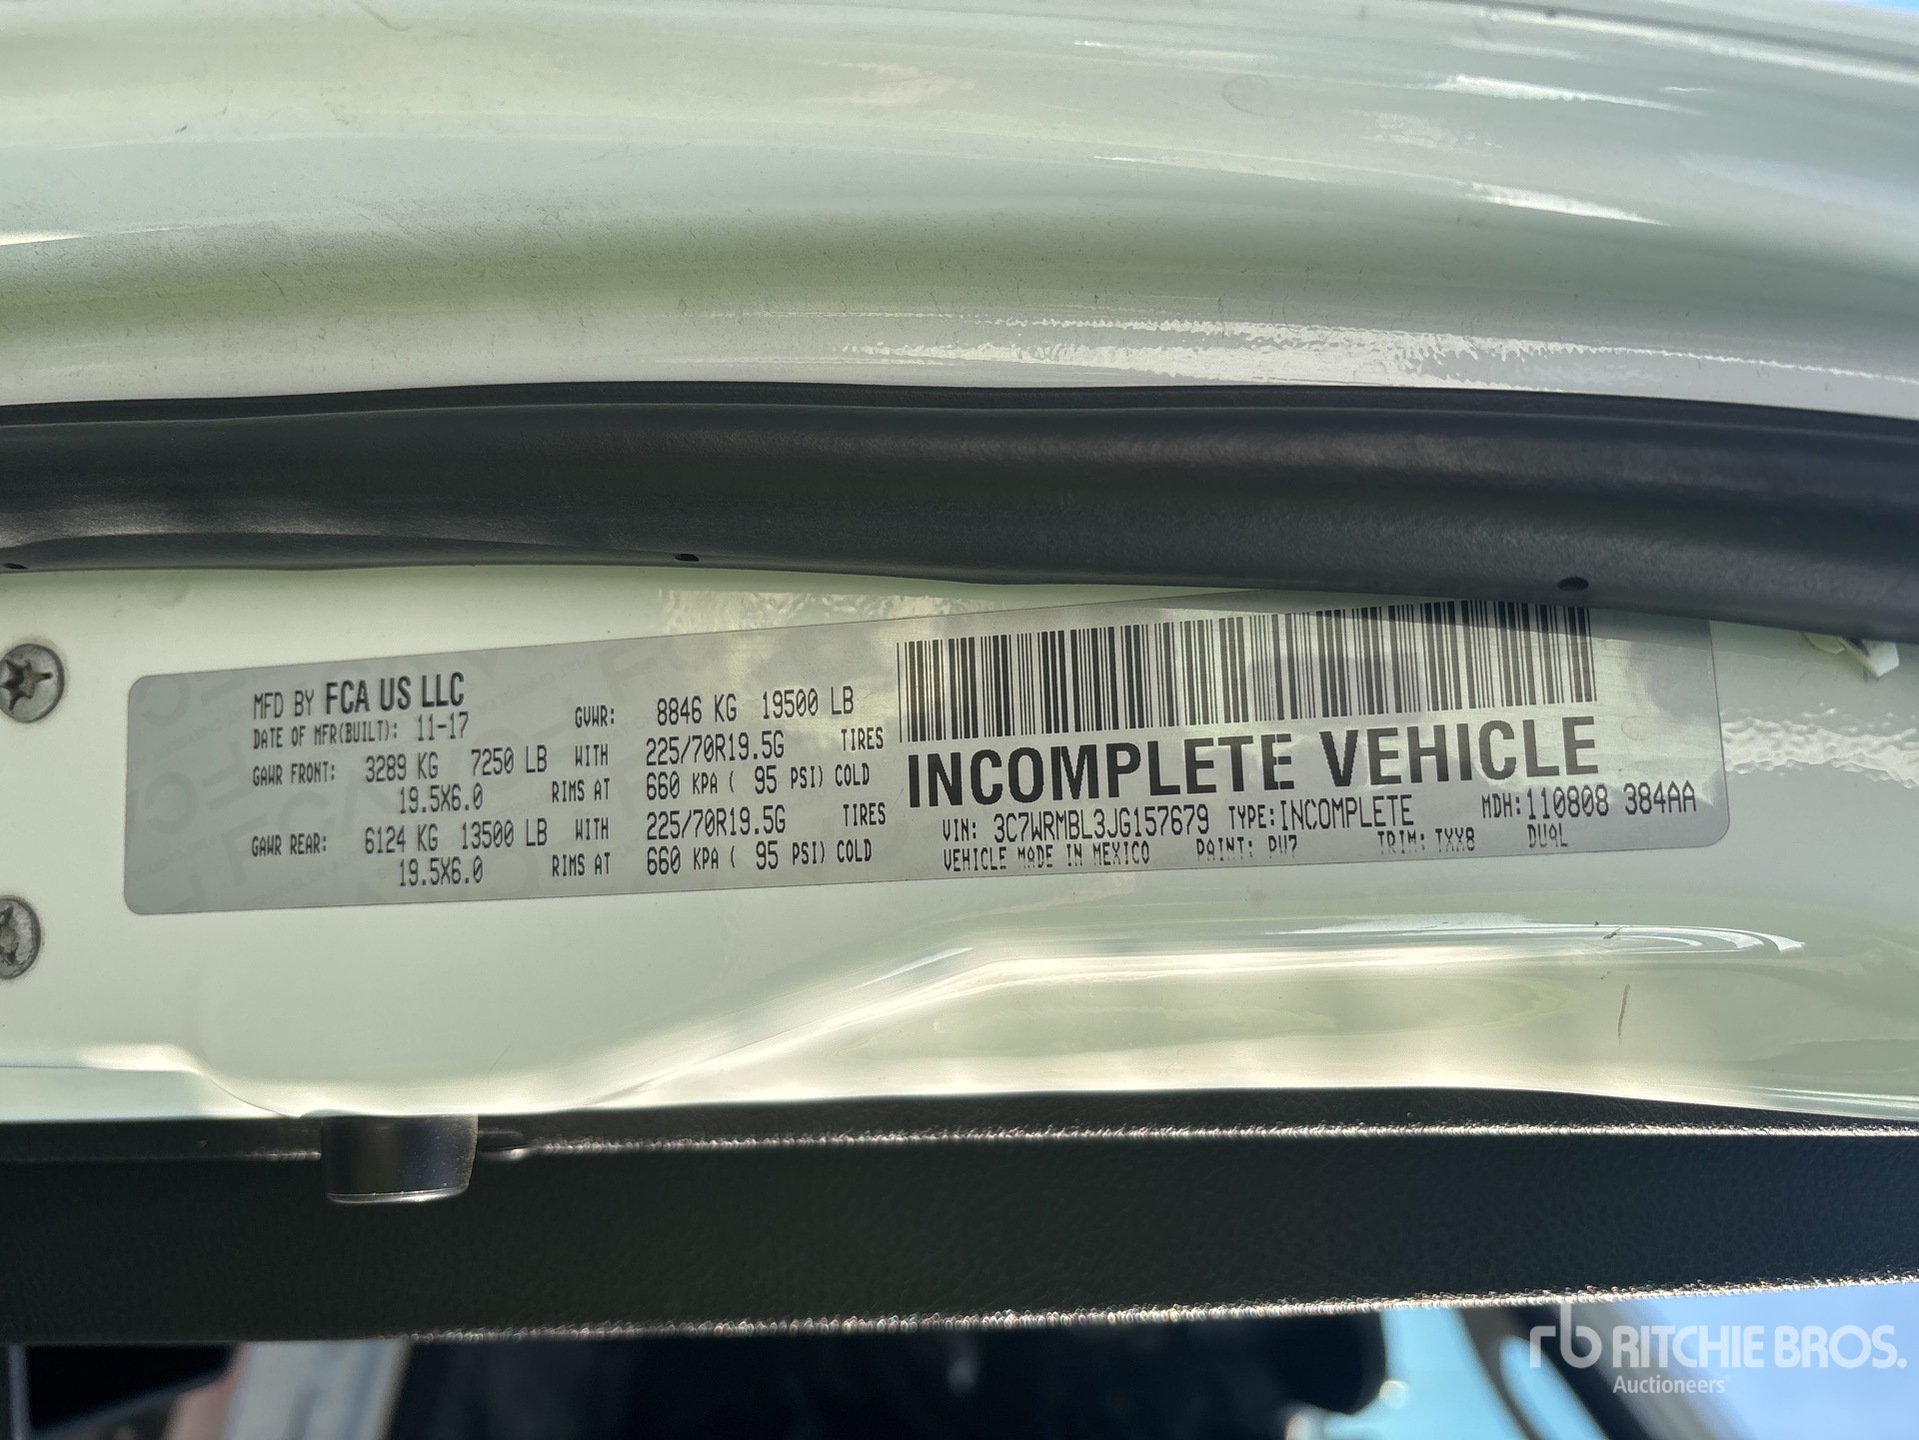 MFD BY FCA US LLC
DATE OF MFR(BUILT): 11-17 GVWR: 8846 KG 19500 LB
GAWR FRONT: 3289 KG 7250 LB WITH 225/70R19.5G TIRES
19.5X6.0 RIMS AT 660 KPA ( 95 PSI) COLD
GAWR REAR: 6124 KG 13500 LB WITH 225/70R19.5G TIRES
19.5X6.0 RIMS AT 660 KPA ( 95 PSI) COLD
INCOMPLETE VEHICLE
VIN: 3C7WRMBL3JG157679 TYPE:INCOMPLETE MDH:110808 384AA
VEHICLE MADE IN MEXICO PAINT: PW7 TRIM: TXX8 DUAL
rb RITCHIE BROS.
Auctioneers